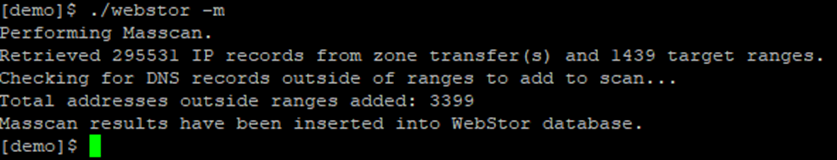 [demo]$ ./webstor -m
Performing Masscan.
Retrieved 295531 IP records from zone transfer(s) and 1439 target ranges.
Checking for DNS records outside of ranges to add to scan...
Total addresses outside ranges added: 3399
Masscan results have been inserted into WebStor database.
[demo]$